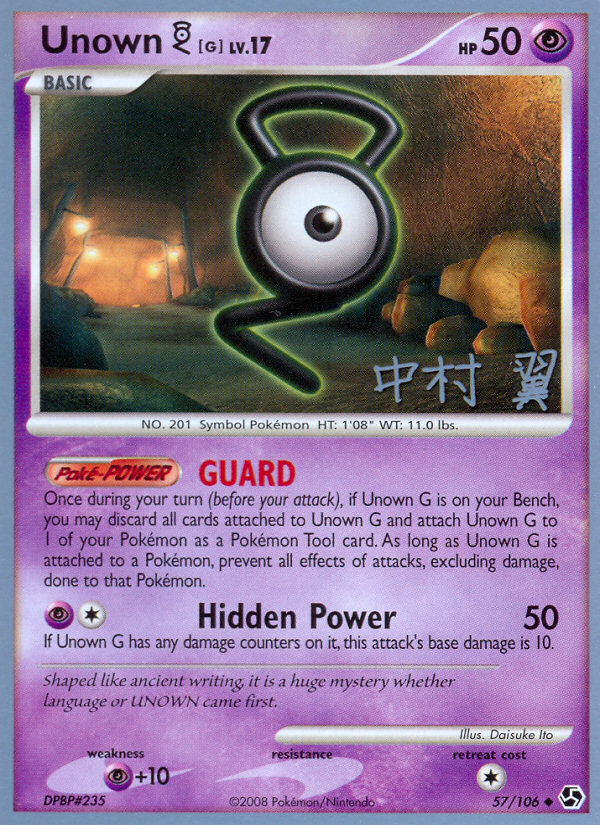 Unown [G] LV.17 HP 50
BASIC
中村 翼
NO. 201 Symbol Pokémon HT: 1'08" WT: 11.0 lbs.
Poké-POWER GUARD
Once during your turn (before your attack), if Unown G is on your Bench,
you may discard all cards attached to Unown G and attach Unown G to
1 of your Pokémon as a Pokémon Tool card. As long as Unown G is
attached to a Pokémon, prevent all effects of attacks, excluding damage,
done to that Pokémon.
Hidden Power 50
If Unown G has any damage counters on it, this attack's base damage is 10.
Shaped like ancient writing, it is a huge mystery whether
language or UNOWN came first.
Illus. Daisuke Ito
weakness resistance retreat cost
+10
DPBP#235 ©2008 Pokémon/Nintendo 57/106